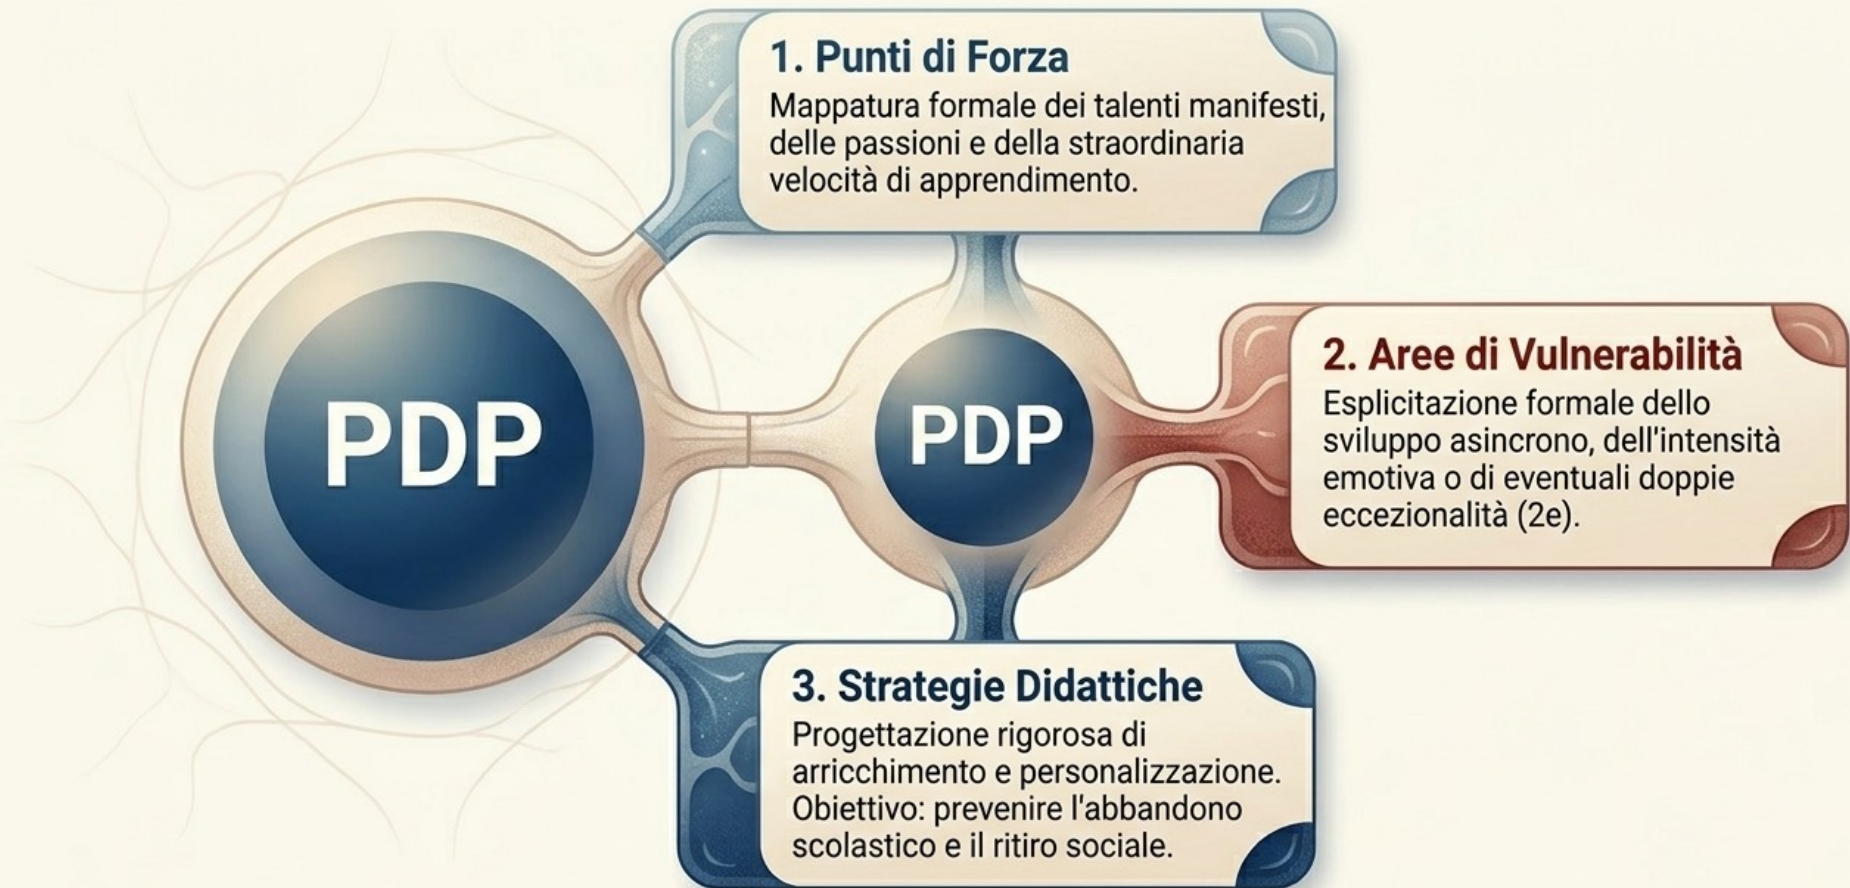 PDP
PDP
1. Punti di Forza
Mappatura formale dei talenti manifesti,
delle passioni e della straordinaria
velocità di apprendimento.
2. Aree di Vulnerabilità
Esplicitazione formale dello
sviluppo asincrono, dell'intensità
emotiva o di eventuali doppie
eccezionalità (2e).
3. Strategie Didattiche
Progettazione rigorosa di
arricchimento e personalizzazione.
Obiettivo: prevenire l'abbandono
scolastico e il ritiro sociale.